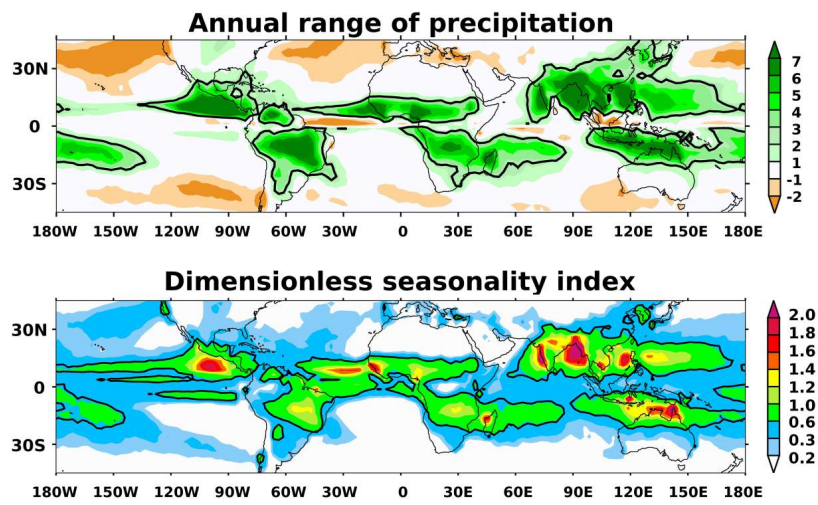 Annual range of precipitation
30N
0
30S
180W 150W 120W 90W 60W 30W 0 30E 60E 90E 120E 150E 180E
7
6
5
4
3
2
1
-1
-2
Dimensionless seasonality index
30N
0
30S
180W 150W 120W 90W 60W 30W 0 30E 60E 90E 120E 150E 180E
2.0
1.8
1.6
1.4
1.2
1.0
0.6
0.3
0.2